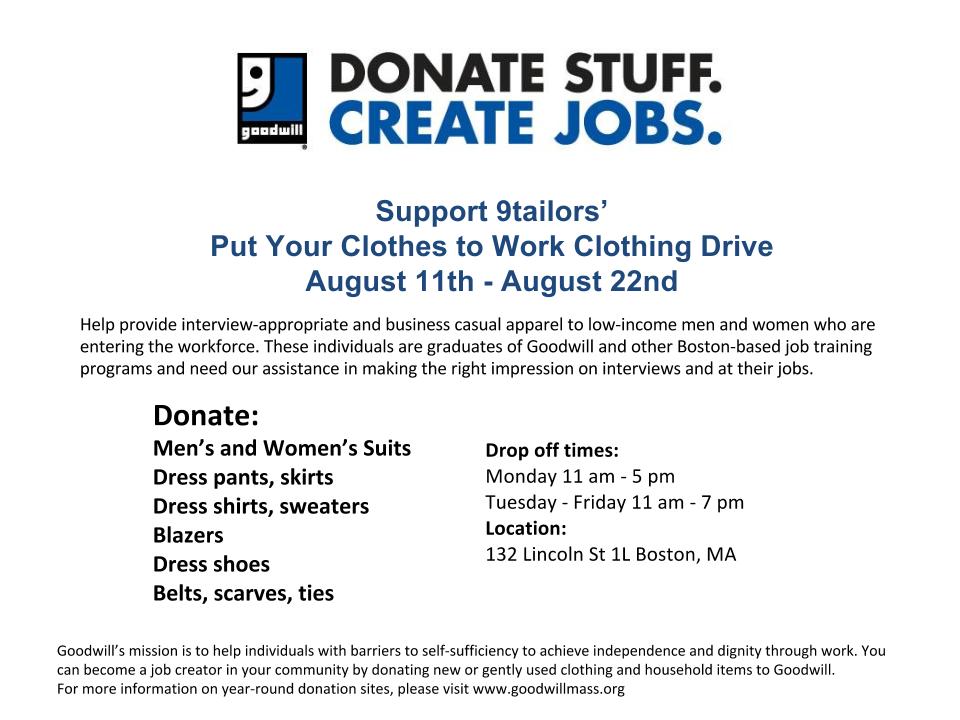 goodwill
DONATE STUFF.
CREATE JOBS.
Support 9tailors’
Put Your Clothes to Work Clothing Drive
August 11th - August 22nd
Help provide interview-appropriate and business casual apparel to low-income men and women who are
entering the workforce. These individuals are graduates of Goodwill and other Boston-based job training
programs and need our assistance in making the right impression on interviews and at their jobs.
Donate:
Men’s and Women’s Suits
Dress pants, skirts
Dress shirts, sweaters
Blazers
Dress shoes
Belts, scarves, ties
Drop off times:
Monday 11 am - 5 pm
Tuesday - Friday 11 am - 7 pm
Location:
132 Lincoln St 1L Boston, MA
Goodwill’s mission is to help individuals with barriers to self-sufficiency to achieve independence and dignity through work. You
can become a job creator in your community by donating new or gently used clothing and household items to Goodwill.
For more information on year-round donation sites, please visit www.goodwillmass.org